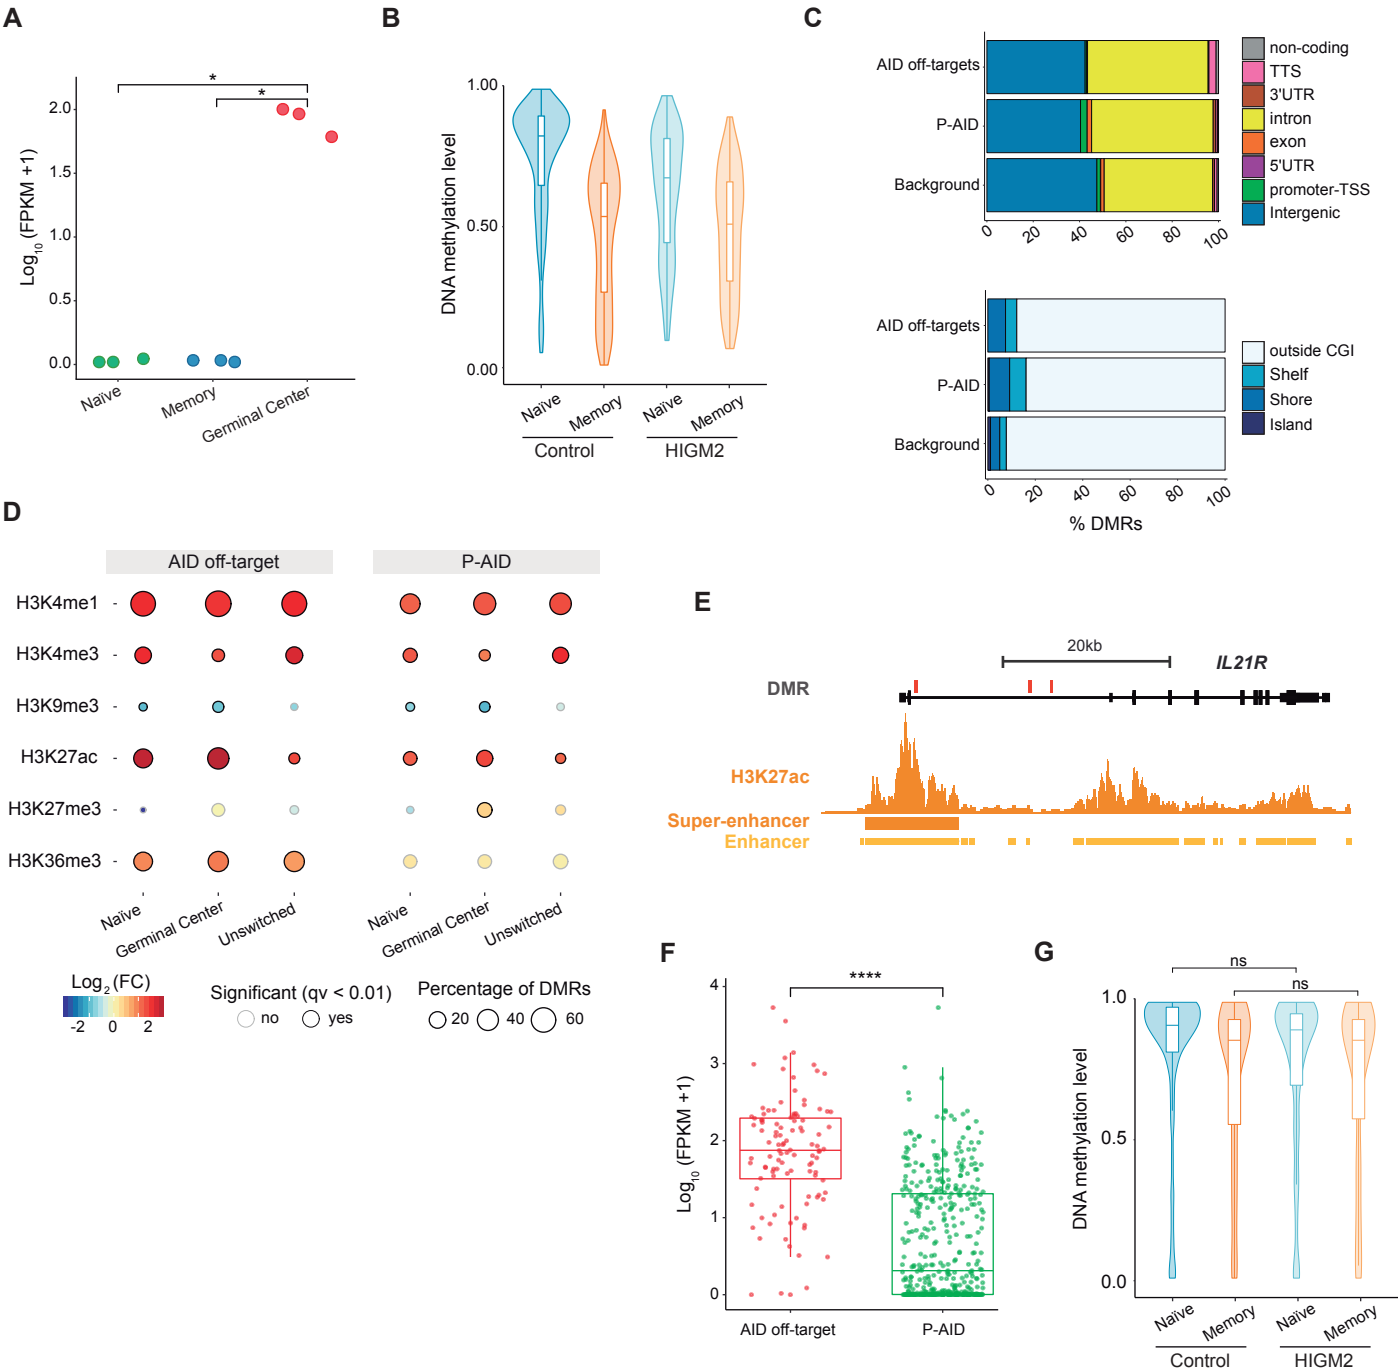 A
*
*
Log10 (FPKM +1)
2.0
1.5
1.0
0.5
0.0
Naïve
Memory
Germinal Center
B
DNA methylation level
1.00
0.50
0.00
Naïve
Memory
Naïve
Memory
Control
HIGM2
C
AID off-targets
P-AID
Background
0
20
40
60
80
100
non-coding
TTS
3'UTR
intron
exon
5'UTR
promoter-TSS
Intergenic
AID off-targets
P-AID
Background
0
20
40
60
80
100
% DMRs
outside CGI
Shelf
Shore
Island
D
AID off-target
P-AID
H3K4me1
H3K4me3
H3K9me3
H3K27ac
H3K27me3
H3K36me3
Naïve
Germinal Center
Unswitched
Naïve
Germinal Center
Unswitched
Log2 (FC)
-2 0 2
Significant (qv < 0.01)
no yes
Percentage of DMRs
20 40 60
E
20kb
IL21R
DMR
H3K27ac
Super-enhancer
Enhancer
F
****
Log10 (FPKM +1)
4
3
2
1
0
AID off-target
P-AID
G
ns
ns
DNA methylation level
1.0
0.5
0.0
Naïve
Memory
Naïve
Memory
Control
HIGM2